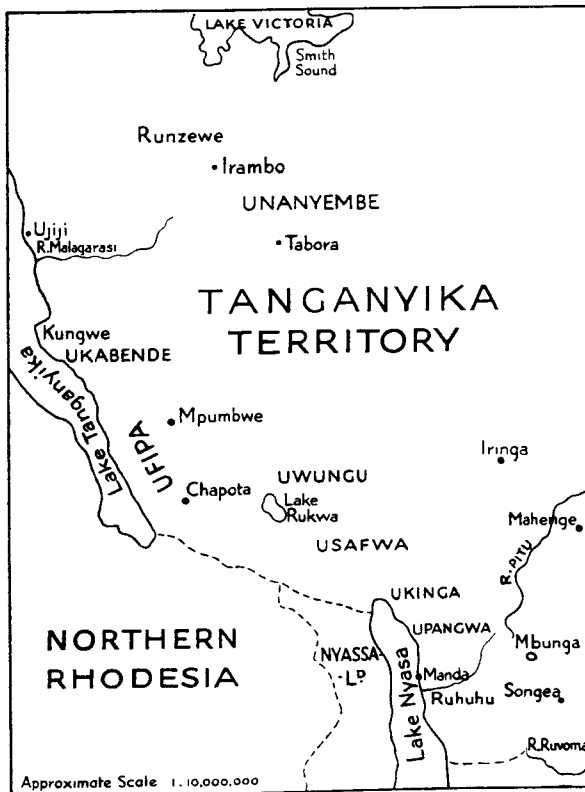 LAKE VICTORIA
Smith
Sound
Runzewe
Irambo
UNANYEMBE
Ujiji
R. Malagarasi
Tabora
TANGANYIKA
TERRITORY
Kungwe
UKABENDE
Lake Tanganyika
Mpumbwe
UFIPA
Iringa
UWUNGU
Chapota
Lake
Rukwa
Mahenge
USAFWA
R. PITU
UKINGA
UPANGWA
NORTHERN
RHODESIA
NYASSA-
-LD.
Mbunga
Manda
Lake Nyasa
Ruhuhu
Songea
R. Ruvoma
Approximate Scale 1:10,000,000